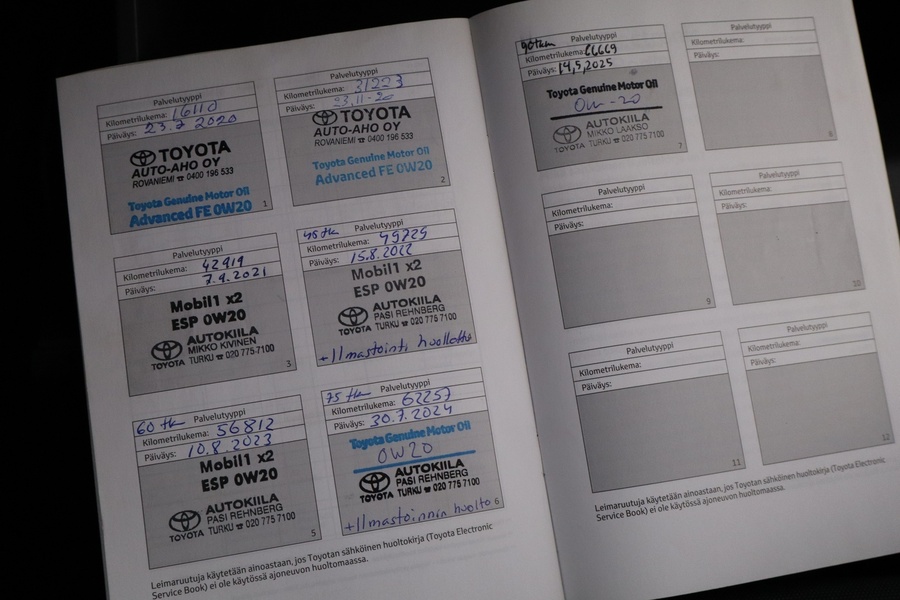 Palvelutyyppi
Kilometrilukema: 16110
Päiväys: 23.7 2020
TOYOTA
AUTO-AHO OY
ROVANIEMI ☎ 0400 196 533
Toyota Genuine Motor Oil
Advanced FE 0W20
1
Palvelutyyppi
Kilometrilukema: 31223
Päiväys: 23.11-20
TOYOTA
AUTO-AHO OY
ROVANIEMI ☎ 0400 196 533
Toyota Genuine Motor Oil
Advanced FE 0W20
2
Palvelutyyppi
Kilometrilukema: 42919
Päiväys: 7.9.2021
Mobil1 x2
ESP 0W20
AUTOKIILA
MIKKO KIVINEN
TOYOTA TURKU ☎ 020 775 7100
3
45 tkm Palvelutyyppi
Kilometrilukema: 49725
Päiväys: 15.8.2022
Mobil1 x2
ESP 0W20
AUTOKIILA
PASI REHNBERG
TOYOTA TURKU ☎ 020 775 7100
+Ilmastointi huollettu
60 tkm Palvelutyyppi
Kilometrilukema: 56812
Päiväys: 10.8.2023
Mobil1 x2
ESP 0W20
AUTOKIILA
PASI REHNBERG
TOYOTA TURKU ☎ 020 775 7100
5
75 tkm Palvelutyyppi
Kilometrilukema: 62257
Päiväys: 30.7.2024
Toyota Genuine Motor Oil
0W20
AUTOKIILA
PASI REHNBERG
TOYOTA TURKU ☎ 020 775 7100
+Ilmastoinnin huolto 6
Leimaruutuja käytetään ainoastaan, jos Toyotan sähköinen huoltokirja (Toyota Electronic
Service Book) ei ole käytössä ajoneuvon huoltomaassa.
90tkm Palvelutyyppi
Kilometrilukema: 66669
Päiväys: 14,5,2025
Toyota Genuine Motor Oil
0w-20
AUTOKIILA
MIKKO LAAKSO
TOYOTA TURKU ☎ 020 775 7100
7
Palvelutyyppi
Kilometrilukema:
Päiväys:
8
Palvelutyyppi
Kilometrilukema:
Päiväys:
9
Palvelutyyppi
Kilometrilukema:
Päiväys:
10
Palvelutyyppi
Kilometrilukema:
Päiväys:
11
Palvelutyyppi
Kilometrilukema:
Päiväys:
12
Leimaruutuja käytetään ainoastaan, jos Toyotan sähköinen huoltokirja (Toyota Electronic
Service Book) ei ole käytössä ajoneuvon huoltomaassa.